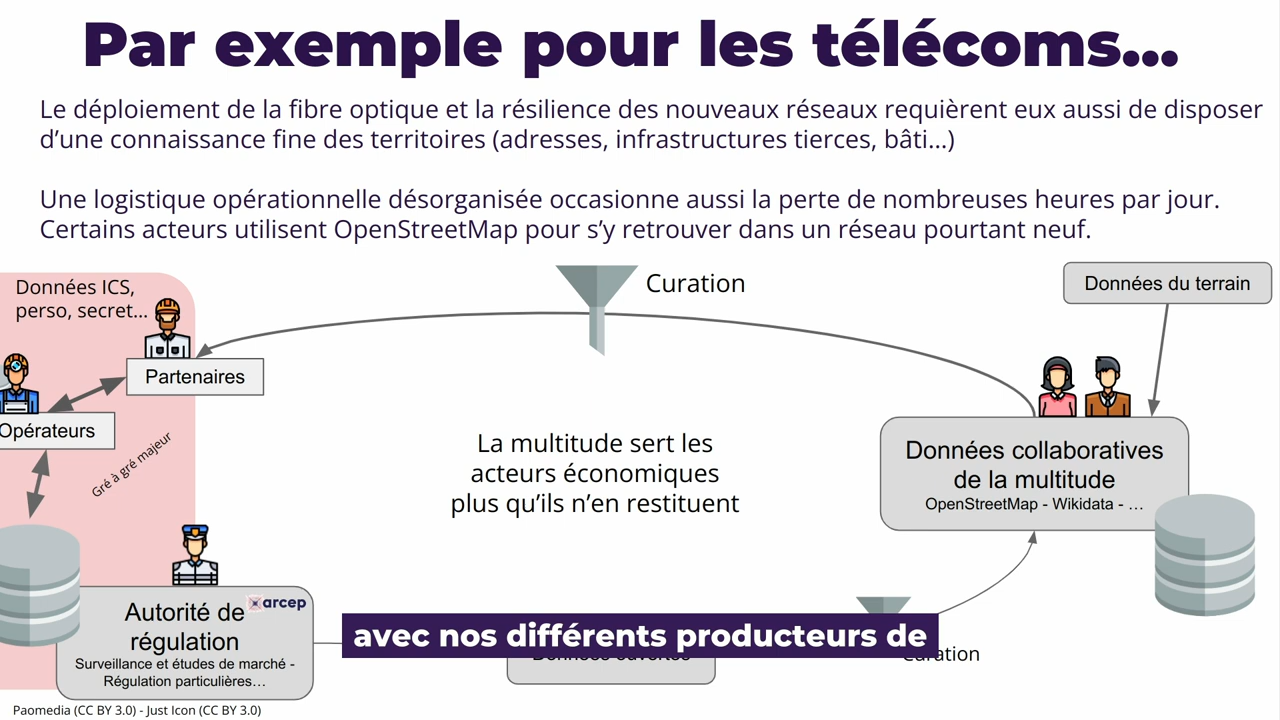 Par exemple pour les télécoms...
Le déploiement de la fibre optique et la résilience des nouveaux réseaux requièrent eux aussi de disposer
d'une connaissance fine des territoires (adresses, infrastructures tierces, bâti...)
Une logistique opérationnelle désorganisée occasionne aussi la perte de nombreuses heures par jour.
Certains acteurs utilisent OpenStreetMap pour s'y retrouver dans un réseau pourtant neuf.
Données ICS,
perso, secret...
Curation
Données du terrain
Partenaires
Opérateurs
Gré à gré majeur
La multitude sert les
acteurs économiques
plus qu'ils n'en restituent
Données collaboratives
de la multitude
OpenStreetMap - Wikidata - ...
Autorité de
arcep
régulation
Surveillance et études de marché -
Régulation particulières...
avec nos différents producteurs de
Données ouvertes
Curation
Paomedia (CC BY 3.0) - Just Icon (CC BY 3.0)